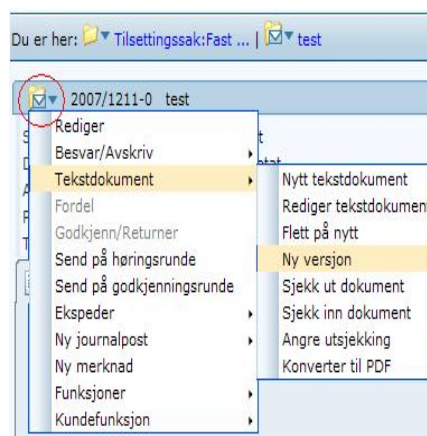 Du er her: Tilsettingssak:Fast ... | test
2007/1211-0 test
Rediger
Besvar/Avskriv
Tekstdokument
Fordel
Godkjenn/Returner
Send på høringsrunde
Send på godkjenningsrunde
Ekspeder
Ny journalpost
Ny merknad
Funksjoner
Kundefunksjon
Nytt tekstdokument
Rediger tekstdokument
Flett på nytt
Ny versjon
Sjekk ut dokument
Sjekk inn dokument
Angre utsjekking
Konverter til PDF